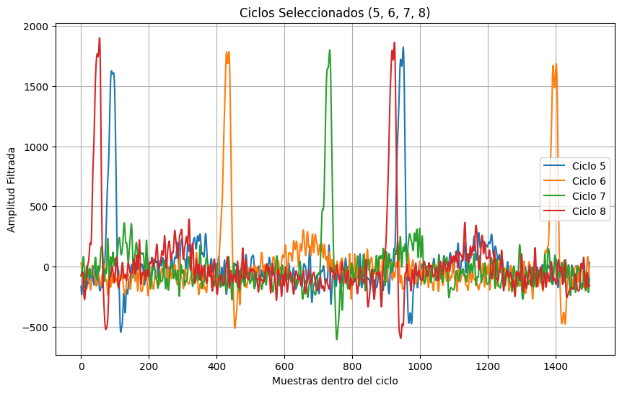 Ciclos Seleccionados (5, 6, 7, 8)
2000
1500
1000
500
0
−500
Amplitud Filtrada
Ciclo 5
Ciclo 6
Ciclo 7
Ciclo 8
0 200 400 600 800 1000 1200 1400
Muestras dentro del ciclo